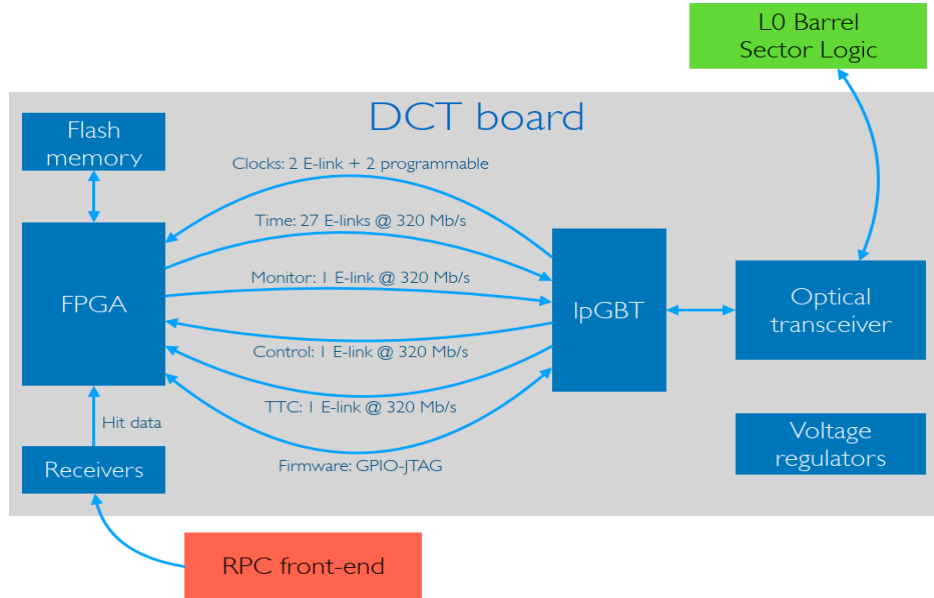 L0 Barrel
Sector Logic
DCT board
Flash
memory
Clocks: 2 E-link + 2 programmable
Time: 27 E-links @ 320 Mb/s
Monitor: 1 E-link @ 320 Mb/s
FPGA
lpGBT
Optical
transceiver
Control: 1 E-link @ 320 Mb/s
TTC: 1 E-link @ 320 Mb/s
Hit data
Voltage
regulators
Receivers
Firmware: GPIO-JTAG
RPC front-end